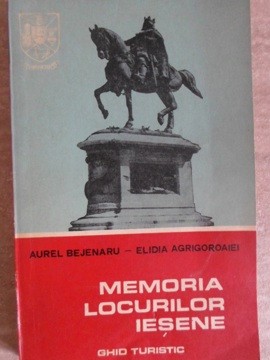 AUREL BEJENARU – ELIDIA AGRIGOROAIEI
MEMORIA
LOCURILOR
IEȘENE
GHID TURISTIC